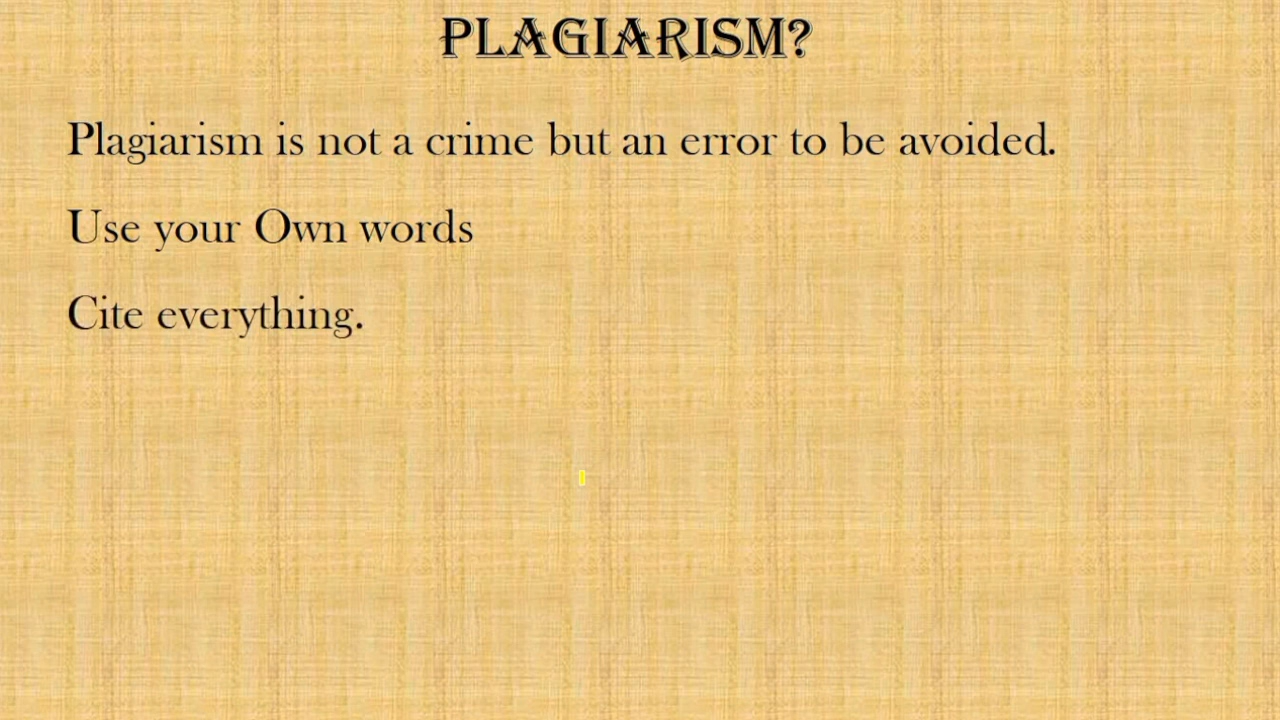 PLAGIARISM?
Plagiarism is not a crime but an error to be avoided.
Use your Own words
Cite everything.